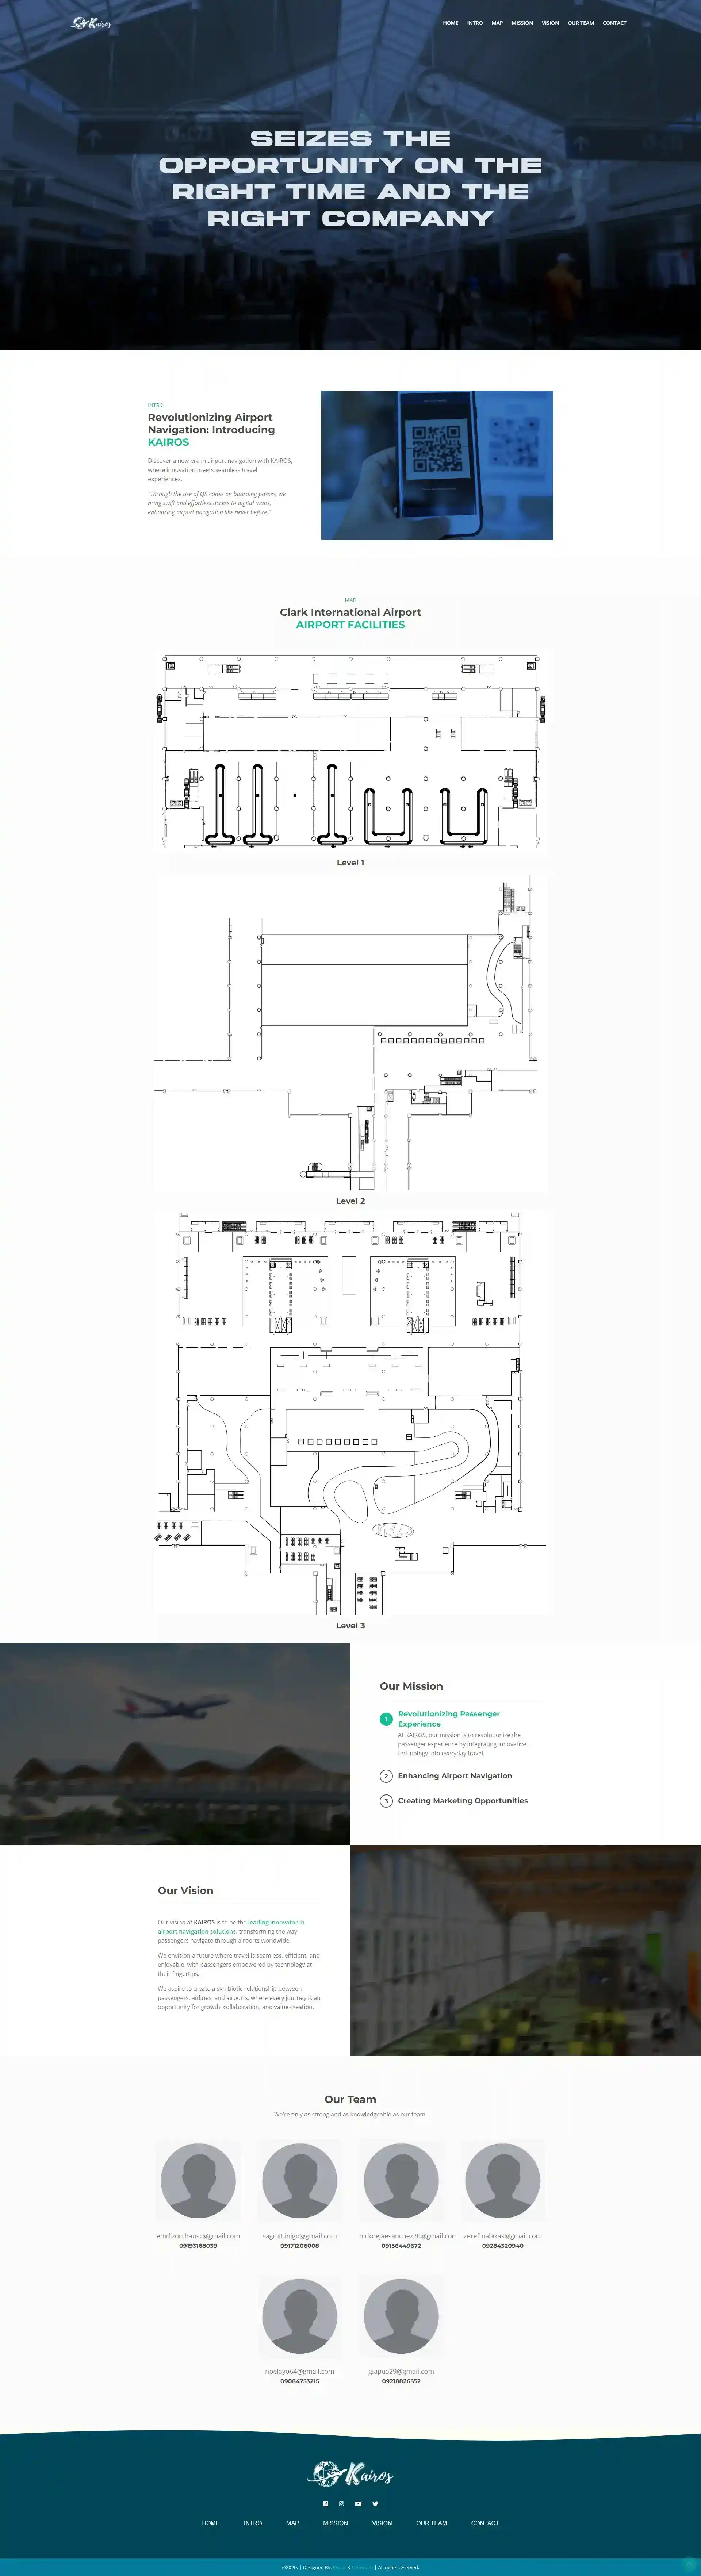 Kairos
HOME INTRO MAP MISSION VISION OUR TEAM CONTACT
SEIZES THE
OPPORTUNITY ON THE
RIGHT TIME AND THE
RIGHT COMPANY
INTRO
Revolutionizing Airport
Navigation: Introducing
KAIROS
Discover a new era in airport navigation with KAIROS,
where innovation meets seamless travel
experiences.
"Through the use of QR codes on boarding passes, we
bring swift and effortless access to digital maps,
enhancing airport navigation like never before."
MAP
Clark International Airport
AIRPORT FACILITIES
Level 1
Level 2
Level 3
Our Mission
1 Revolutionizing Passenger
Experience
At KAIROS, our mission is to revolutionize the
passenger experience by integrating innovative
technology into everyday travel.
2 Enhancing Airport Navigation
3 Creating Marketing Opportunities
Our Vision
Our vision at KAIROS is to be the leading innovator in
airport navigation solutions, transforming the way
passengers navigate through airports worldwide.
We envision a future where travel is seamless, efficient, and
enjoyable, with passengers empowered by technology at
their fingertips.
We aspire to create a symbiotic relationship between
passengers, airlines, and airports, where every journey is an
opportunity for growth, collaboration, and value creation.
Our Team
We're only as strong and as knowledgeable as our team.
emdizon.hausc@gmail.com sagmit.inigo@gmail.com nickoejaesanchez20@gmail.com zerefmalakas@gmail.com
09193168039 09171206008 09156449672 09284320940
npelayo64@gmail.com giapua29@gmail.com
09084753215 09218826552
Kairos
HOME INTRO MAP MISSION VISION OUR TEAM CONTACT
©2020. | Designed By: & | All rights reserved.